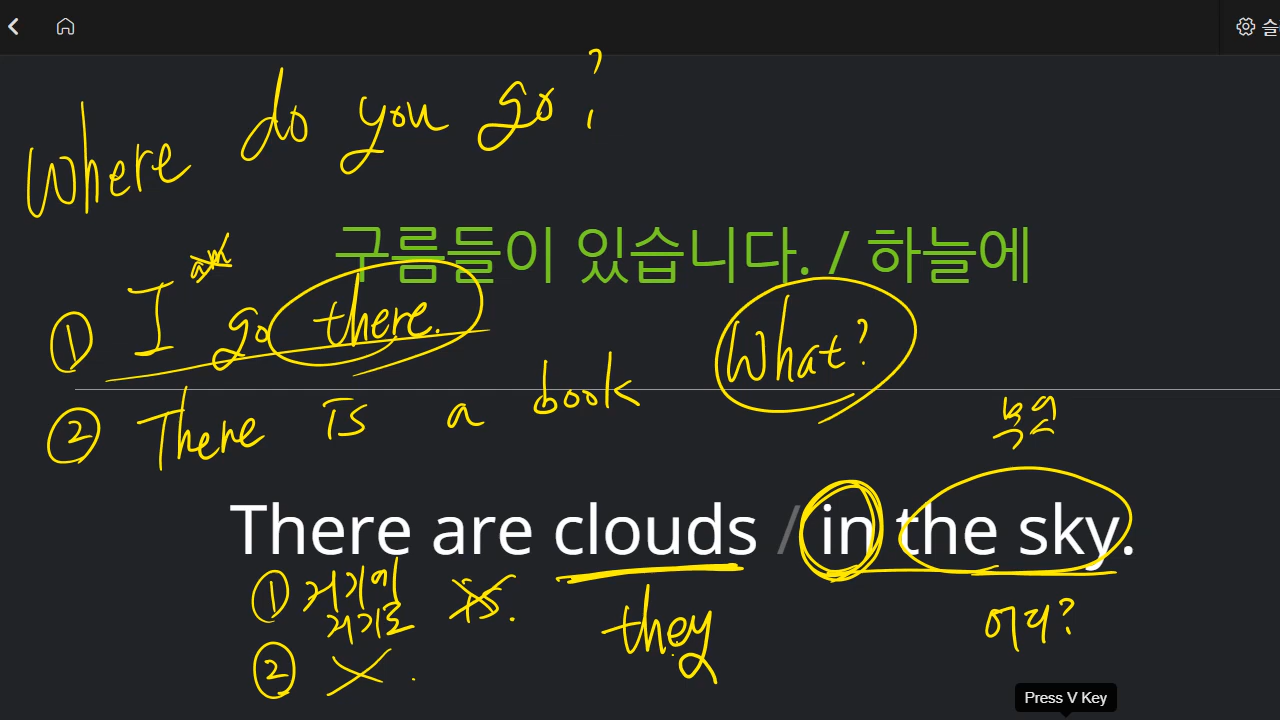 슬
Where do you go?
구름들이 있습니다. / 하늘에
am
① I go there.
What?
② There is a book
There are clouds / in the sky.
① 거기에 is.
거기로
they
어디?
② X.
Press V Key